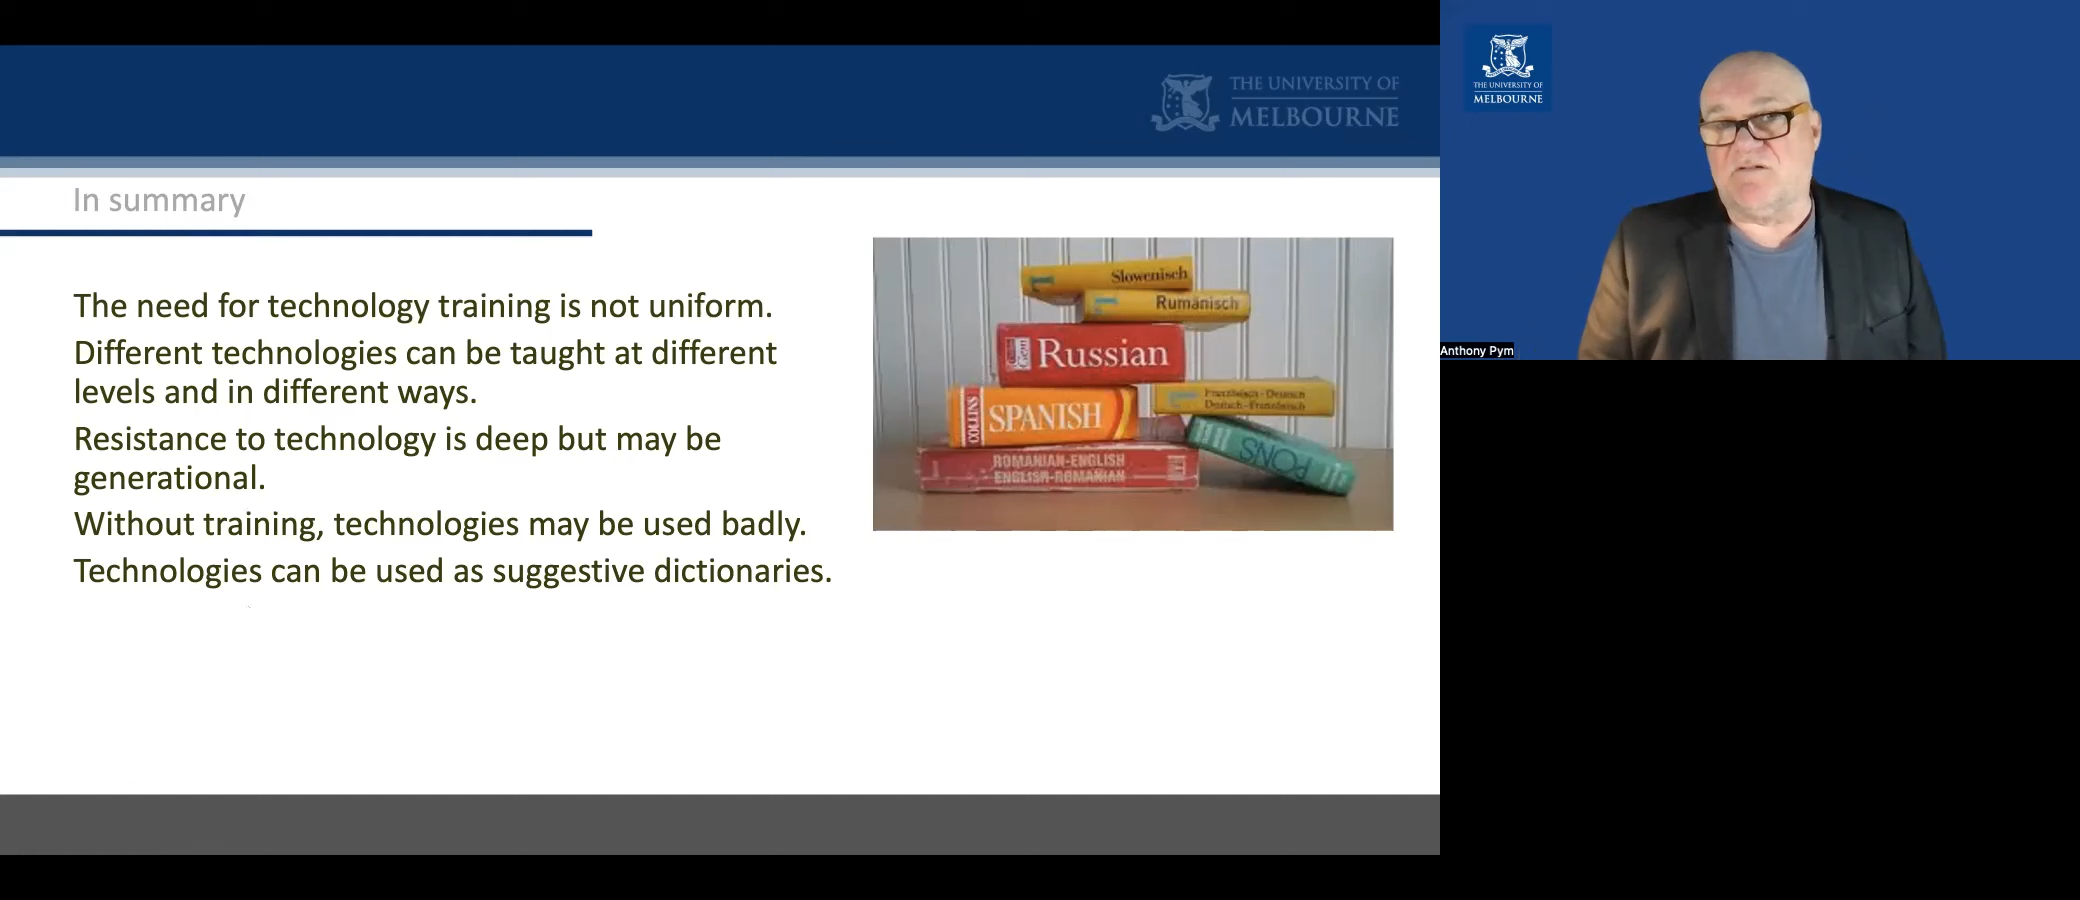 THE UNIVERSITY OF
MELBOURNE
In summary
The need for technology training is not uniform.
Different technologies can be taught at different
levels and in different ways.
Resistance to technology is deep but may be
generational.
Without training, technologies may be used badly.
Technologies can be used as suggestive dictionaries.
Slowenisch
Rumänisch
Russian
COLLINS
SPANISH
Französisch - Deutsch
Deutsch - Französisch
PONS
ROMANIAN-ENGLISH
ENGLISH-ROMANIAN
THE UNIVERSITY OF
MELBOURNE
Anthony Pym